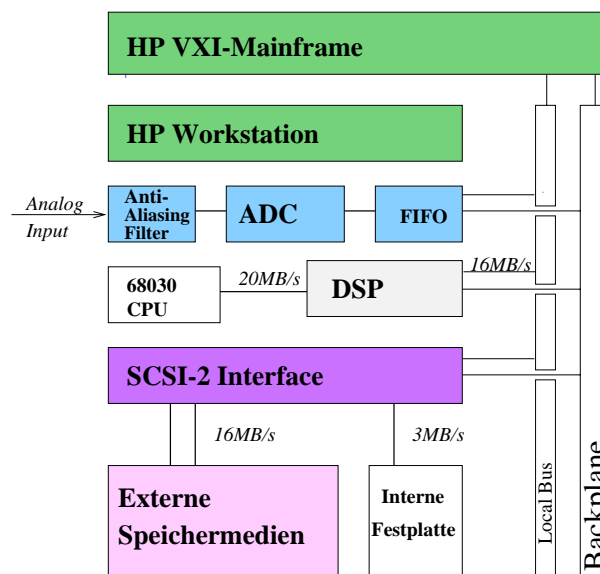 HP VXI-Mainframe
HP Workstation
Analog
Input
Anti-
Aliasing
Filter
ADC
FIFO
68030
CPU
20MB/s
DSP
16MB/s
SCSI-2 Interface
16MB/s
3MB/s
Externe
Speichermedien
Interne
Festplatte
Local Bus
Backplane